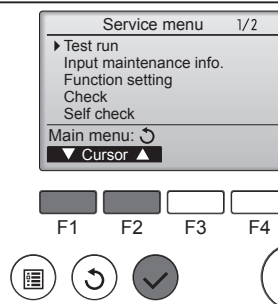 Service menu 1/2
Test run
Input maintenance info.
Function setting
Check
Self check
Main menu:
▼ Cursor ▲
F1 F2 F3 F4